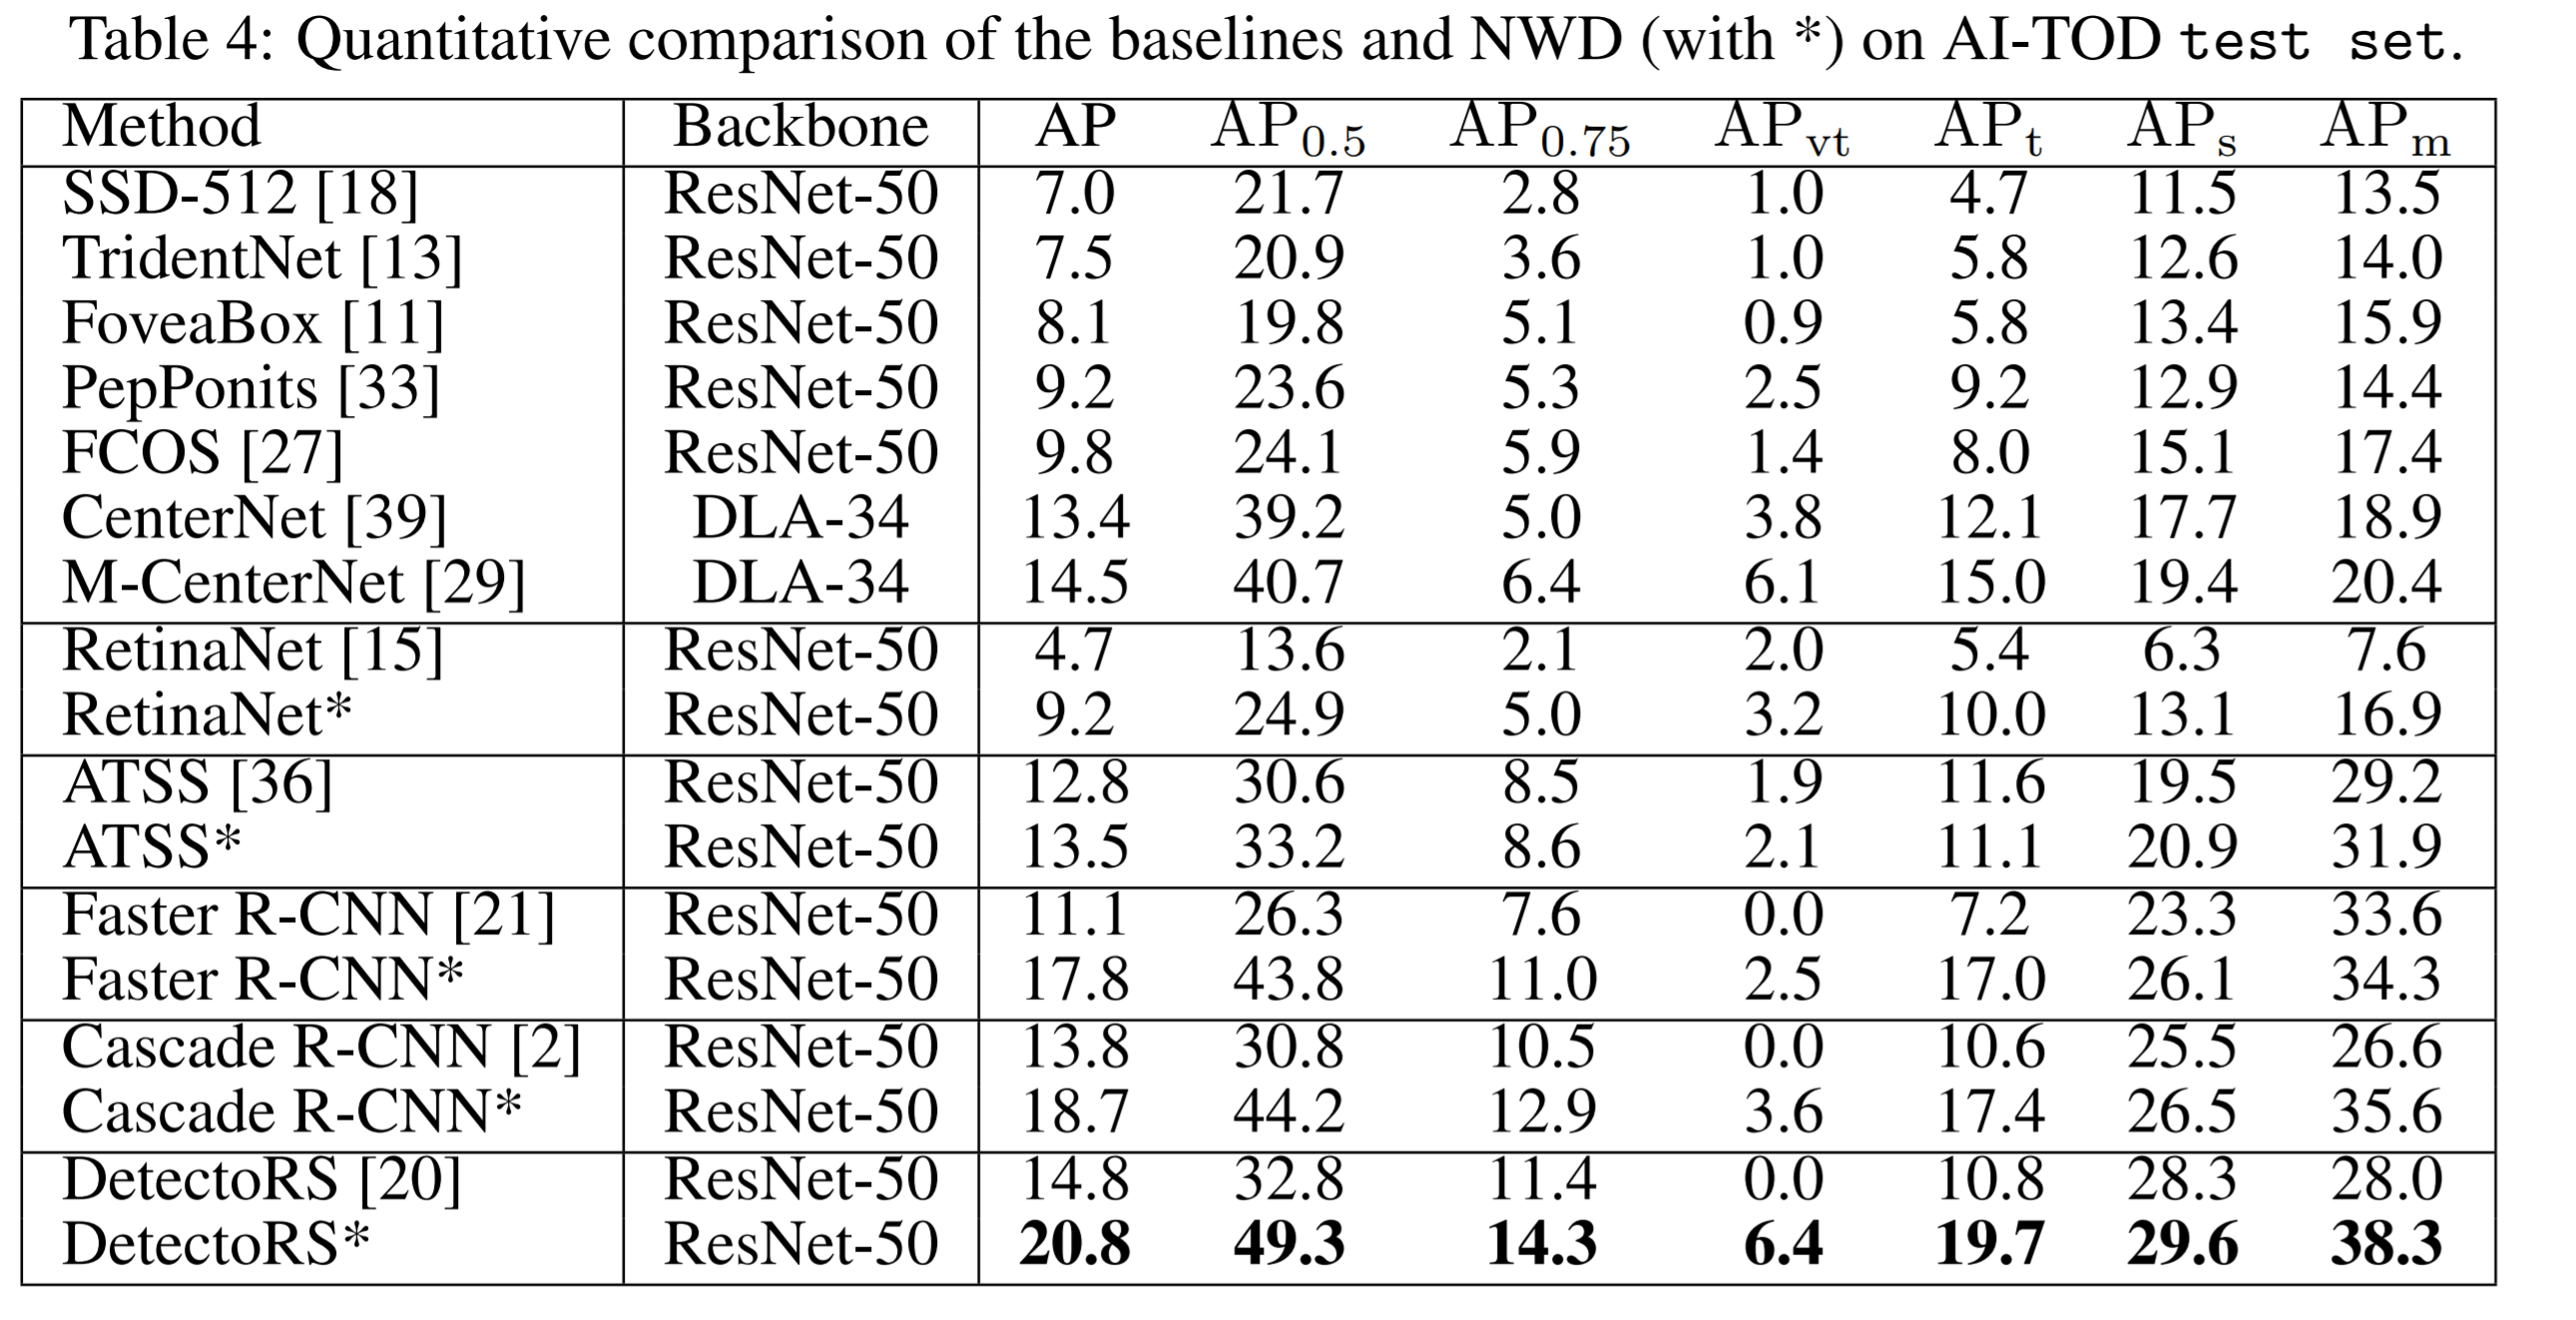 Table 4: Quantitative comparison of the baselines and NWD (with *) on AI-TOD test set.
Method Backbone AP AP0.5 AP0.75 APvt APt APs APm
SSD-512 [18] ResNet-50 7.0 21.7 2.8 1.0 4.7 11.5 13.5
TridentNet [13] ResNet-50 7.5 20.9 3.6 1.0 5.8 12.6 14.0
FoveaBox [11] ResNet-50 8.1 19.8 5.1 0.9 5.8 13.4 15.9
PepPonits [33] ResNet-50 9.2 23.6 5.3 2.5 9.2 12.9 14.4
FCOS [27] ResNet-50 9.8 24.1 5.9 1.4 8.0 15.1 17.4
CenterNet [39] DLA-34 13.4 39.2 5.0 3.8 12.1 17.7 18.9
M-CenterNet [29] DLA-34 14.5 40.7 6.4 6.1 15.0 19.4 20.4
RetinaNet [15] ResNet-50 4.7 13.6 2.1 2.0 5.4 6.3 7.6
RetinaNet* ResNet-50 9.2 24.9 5.0 3.2 10.0 13.1 16.9
ATSS [36] ResNet-50 12.8 30.6 8.5 1.9 11.6 19.5 29.2
ATSS* ResNet-50 13.5 33.2 8.6 2.1 11.1 20.9 31.9
Faster R-CNN [21] ResNet-50 11.1 26.3 7.6 0.0 7.2 23.3 33.6
Faster R-CNN* ResNet-50 17.8 43.8 11.0 2.5 17.0 26.1 34.3
Cascade R-CNN [2] ResNet-50 13.8 30.8 10.5 0.0 10.6 25.5 26.6
Cascade R-CNN* ResNet-50 18.7 44.2 12.9 3.6 17.4 26.5 35.6
DetectoRS [20] ResNet-50 14.8 32.8 11.4 0.0 10.8 28.3 28.0
DetectoRS* ResNet-50 20.8 49.3 14.3 6.4 19.7 29.6 38.3